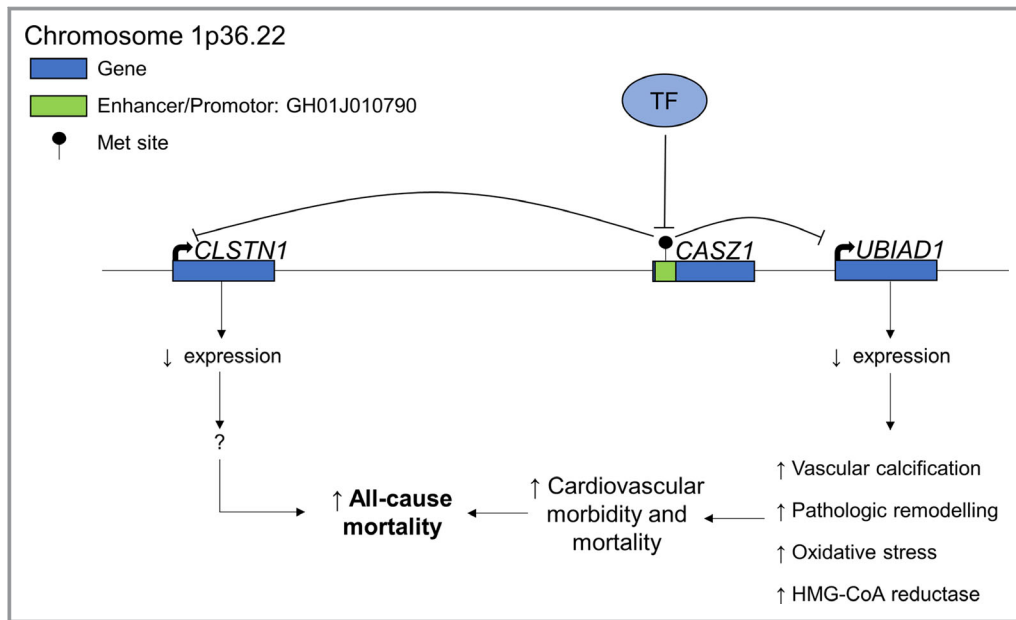 Chromosome 1p36.22
Gene
Enhancer/Promotor: GH01J010790
Met site
TF
CLSTN1
CASZ1
UBIAD1
↓ expression
↓ expression
?
↑ Vascular calcification
↑ Pathologic remodelling
↑ Oxidative stress
↑ HMG-CoA reductase
↑ Cardiovascular
morbidity and
mortality
↑ All-cause
mortality